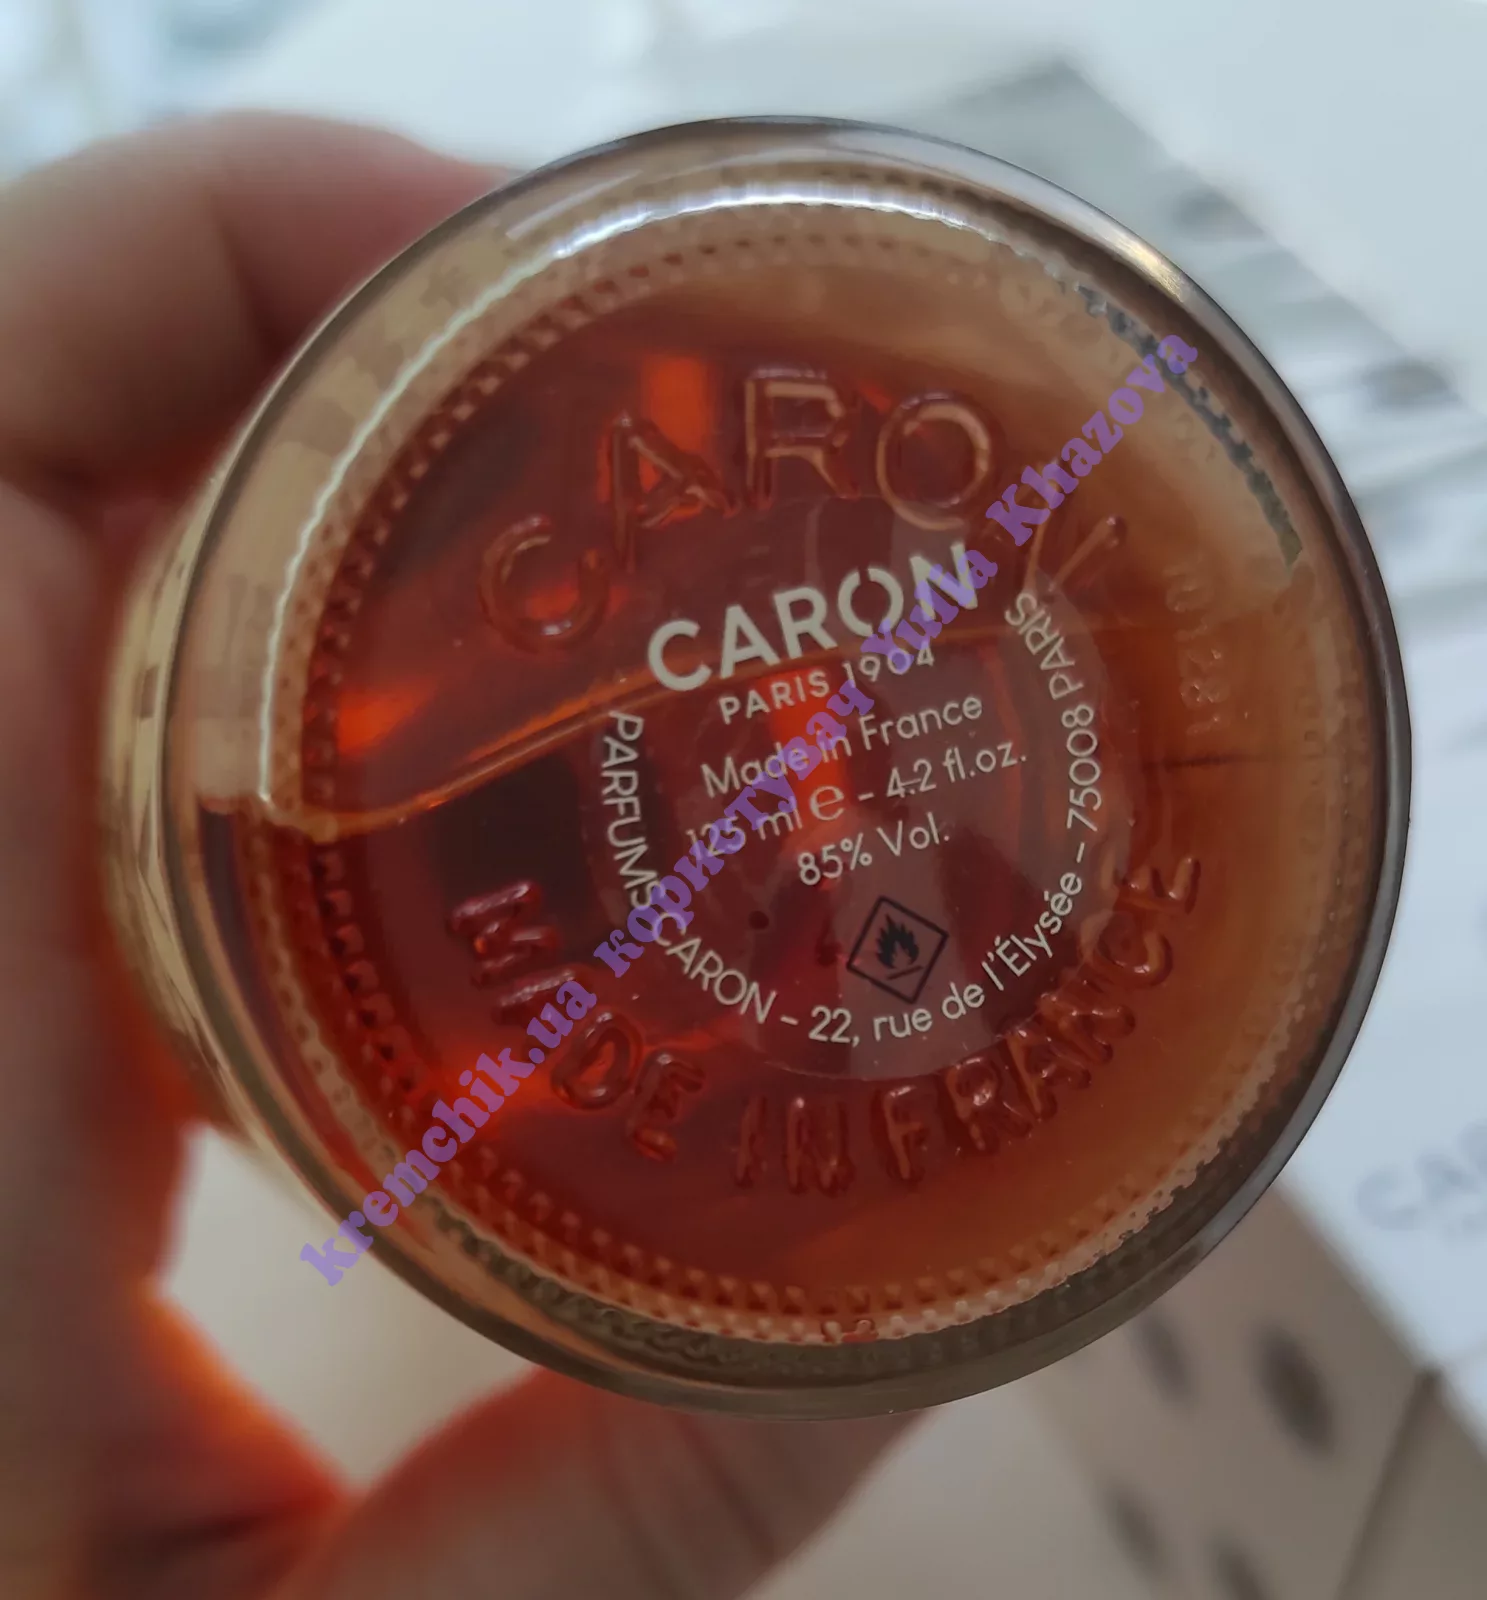 CARON
CARON
PARIS 1904
Made in France
125 ml e - 4.2 fl.oz.
85% Vol.
PARFUMS CARON - 22, rue de l'Élysée - 75008 PARIS
MADE IN FRANCE
kremchik.ua користувач Yulia Khazova